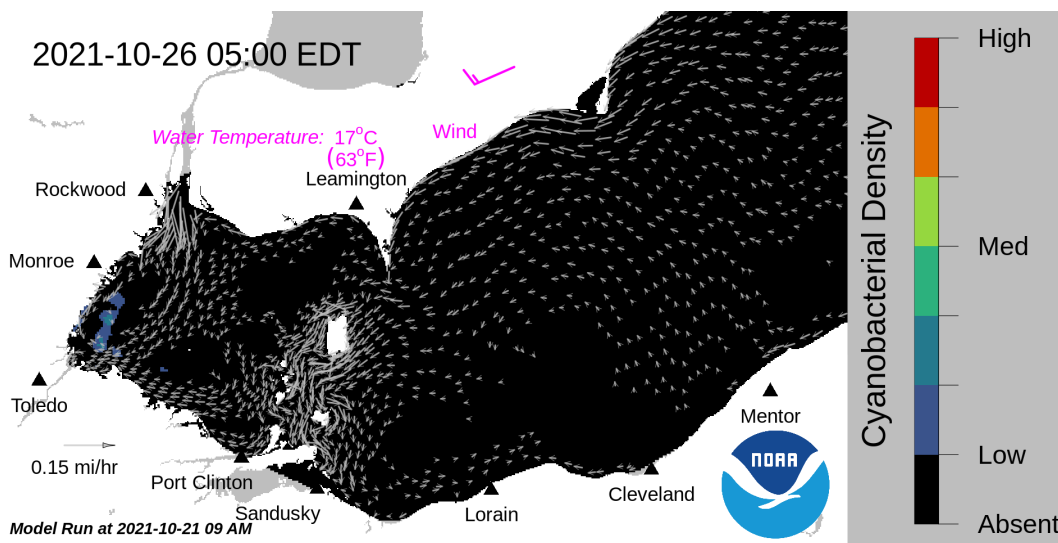 2021-10-26 05:00 EDT
High
Wind
Water Temperature: 17°C
(63°F)
Leamington
Rockwood
Cyanobacterial Density
Med
Monroe
Toledo
Mentor
0.15 mi/hr
NOAA
Low
Port Clinton
Cleveland
Sandusky
Lorain
Model Run at 2021-10-21 09 AM
Absent